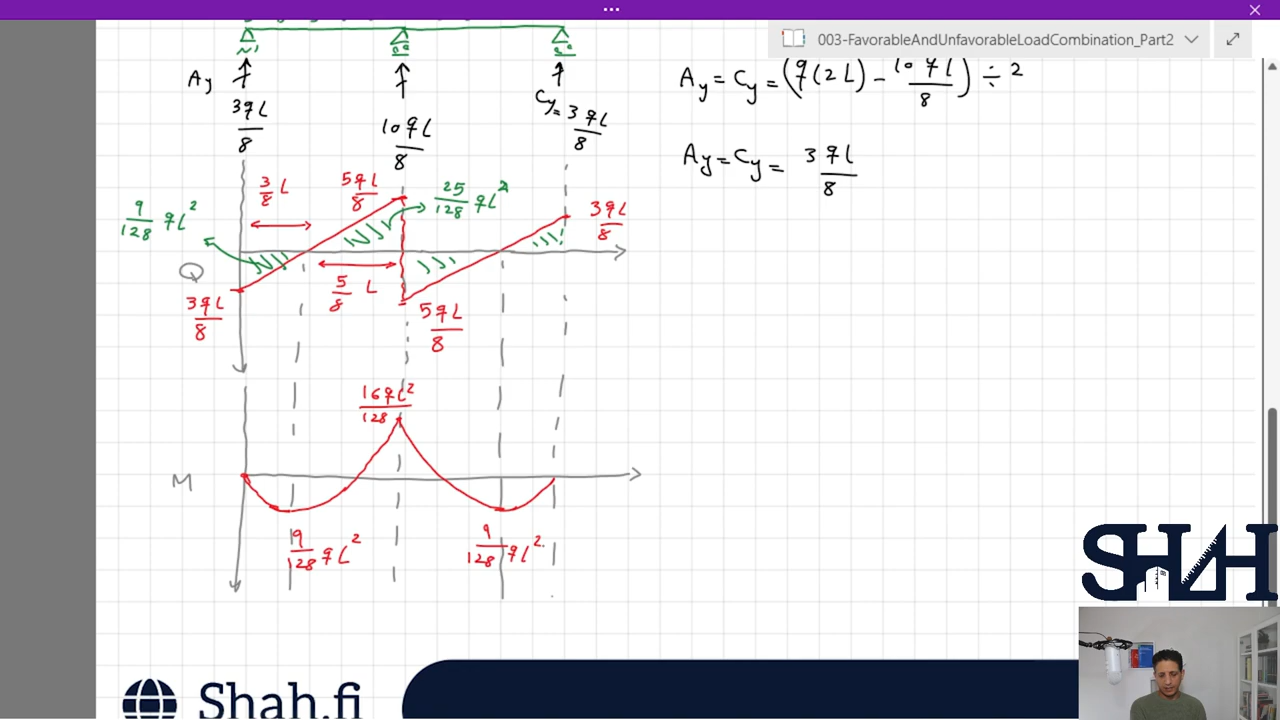 003-FavorableAndUnfavorableLoadCombination_Part2
Ay = Cy = (q(2L) - 10qL/8) ÷ 2
Ay = Cy = 3qL/8
Ay
3qL/8
10qL/8
Cy = 3qL/8
3/8 L
5qL/8
25/128 qL²
9/128 qL²
3qL/8
Q
5/8 L
3qL/8
5qL/8
16qL²/128
M
9/128 qL²
9/128 qL²
SHAH
Shah.fi